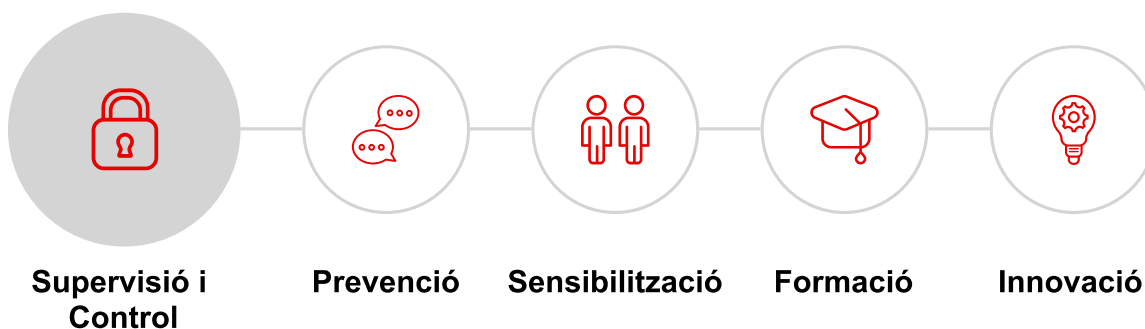 Supervisió i
Control
Prevenció
Sensibilització
Formació
Innovació